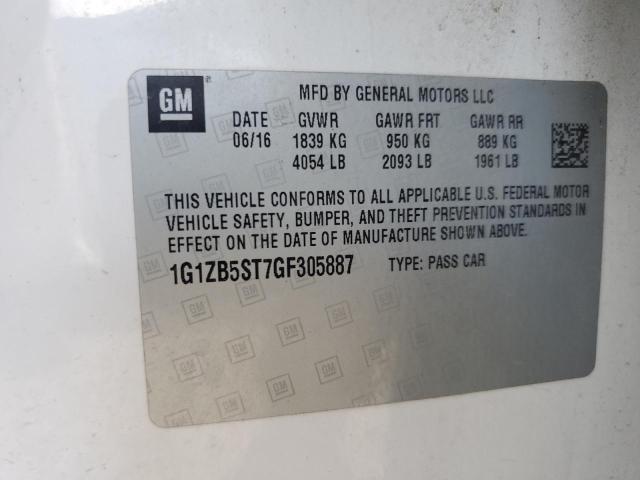 GM
MFD BY GENERAL MOTORS LLC
DATE GVWR GAWR FRT GAWR RR
06/16 1839 KG 950 KG 889 KG
4054 LB 2093 LB 1961 LB
THIS VEHICLE CONFORMS TO ALL APPLICABLE U.S. FEDERAL MOTOR
VEHICLE SAFETY, BUMPER, AND THEFT PREVENTION STANDARDS IN
EFFECT ON THE DATE OF MANUFACTURE SHOWN ABOVE.
1G1ZB5ST7GF305887 TYPE: PASS CAR